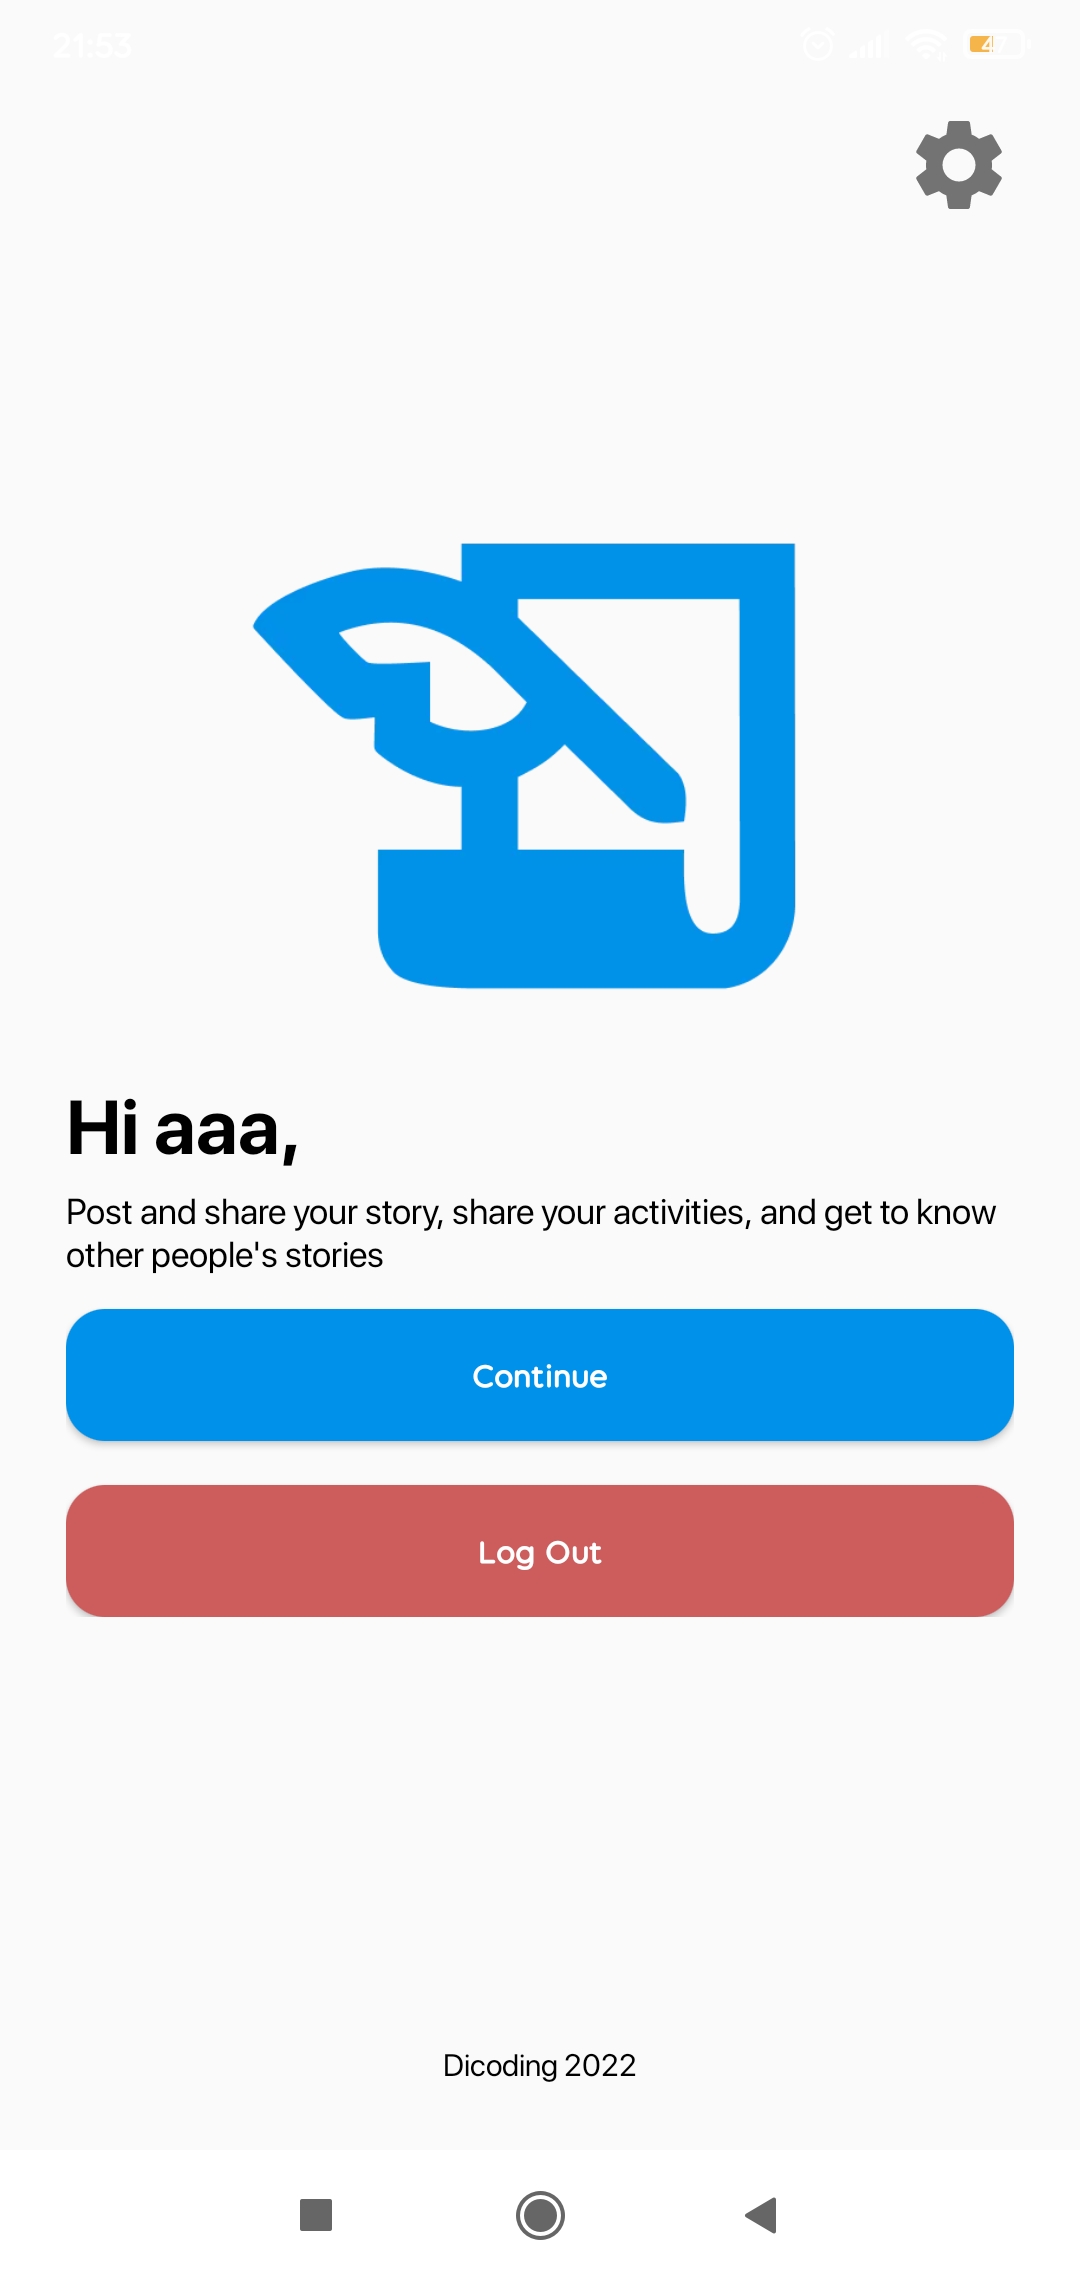 21:53
47
Hi aaa,
Post and share your story, share your activities, and get to know
other people's stories
Continue
Log Out
Dicoding 2022